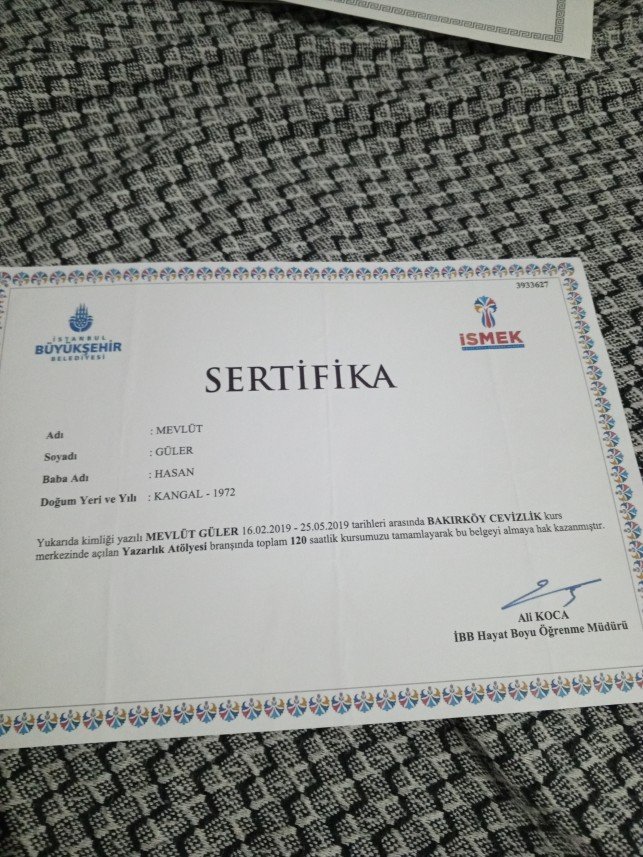 3933627
İSTANBUL
BÜYÜKŞEHİR
BELEDİYESİ
İSMEK
SERTİFİKA
Adı : MEVLÜT
Soyadı : GÜLER
Baba Adı : HASAN
Doğum Yeri ve Yılı : KANGAL - 1972
Yukarıda kimliği yazılı MEVLÜT GÜLER 16.02.2019 - 25.05.2019 tarihleri arasında BAKIRKÖY CEVİZLİK kurs
merkezinde açılan Yazarlık Atölyesi branşında toplam 120 saatlik kursumuzu tamamlayarak bu belgeyi almaya hak kazanmıştır.
Ali KOCA
İBB Hayat Boyu Öğrenme Müdürü